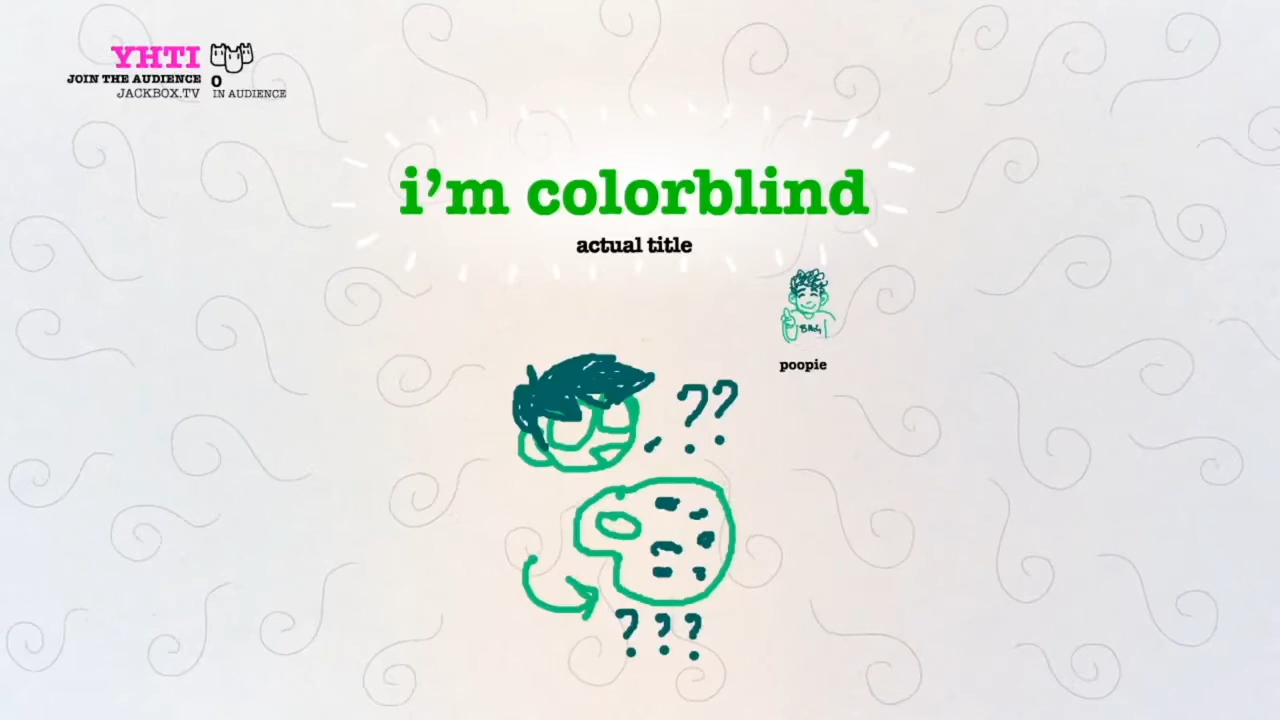 YHTI
JOIN THE AUDIENCE
JACKBOX.TV
0
IN AUDIENCE
i'm colorblind
actual title
poopie
??
???